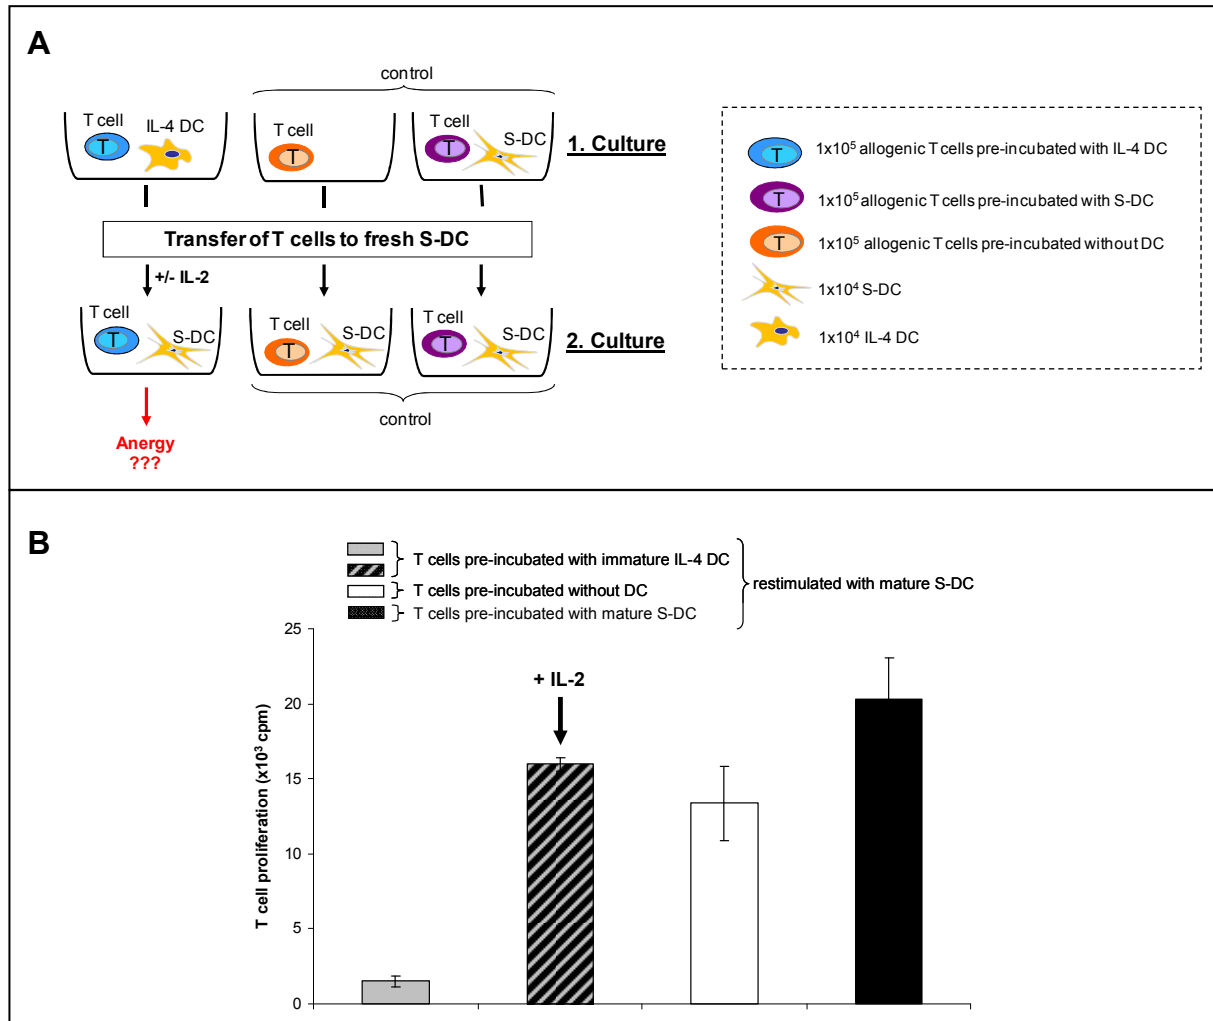 A
control
T cell
IL-4 DC
T cell
T cell
S-DC
T
T
T
1. Culture
Transfer of T cells to fresh S-DC
+/- IL-2
T cell
S-DC
T cell
S-DC
T cell
S-DC
T
T
T
2. Culture
control
Anergy
???
T 1x10⁵ allogenic T cells pre-incubated with IL-4 DC
T 1x10⁵ allogenic T cells pre-incubated with S-DC
T 1x10⁵ allogenic T cells pre-incubated without DC
1x10⁴ S-DC
1x10⁴ IL-4 DC
B
T cells pre-incubated with immature IL-4 DC
T cells pre-incubated without DC
T cells pre-incubated with mature S-DC
restimulated with mature S-DC
T cell proliferation (x10³ cpm)
25
20
15
10
5
0
+ IL-2